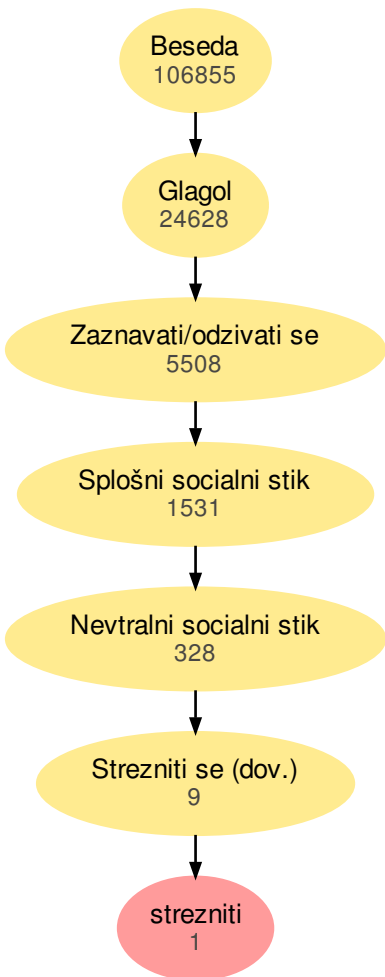 Beseda
106855
Glagol
24628
Zaznavati/odzivati se
5508
Splošni socialni stik
1531
Nevtralni socialni stik
328
Strezniti se (dov.)
9
strezniti
1